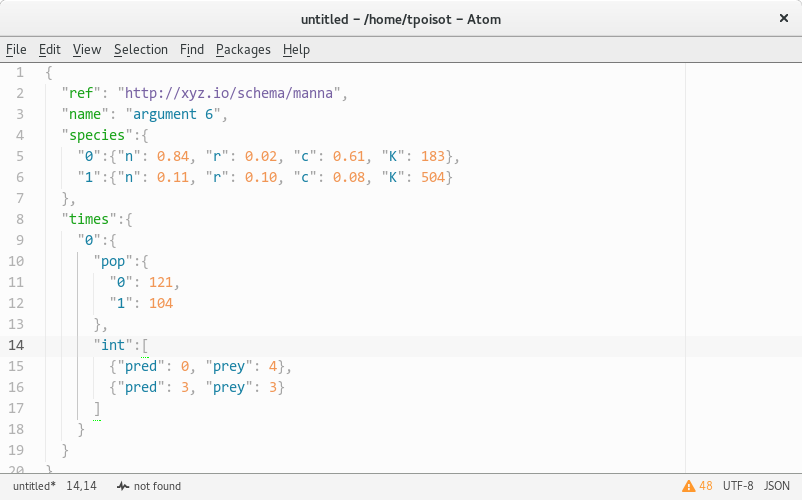 untitled – /home/tpoisot – Atom
×
File Edit View Selection Find Packages Help
1 {
2 "ref": "http://xyz.io/schema/manna",
3 "name": "argument 6",
4 "species":{
5 "0":{"n": 0.84, "r": 0.02, "c": 0.61, "K": 183},
6 "1":{"n": 0.11, "r": 0.10, "c": 0.08, "K": 504}
7 },
8 "times":{
9 "0":{
10 "pop":{
11 "0": 121,
12 "1": 104
13 },
14 "int":[
15 {"pred": 0, "prey": 4},
16 {"pred": 3, "prey": 3}
17 ]
18 }
19 }
20 }
untitled* 14,14 not found 48 UTF-8 JSON